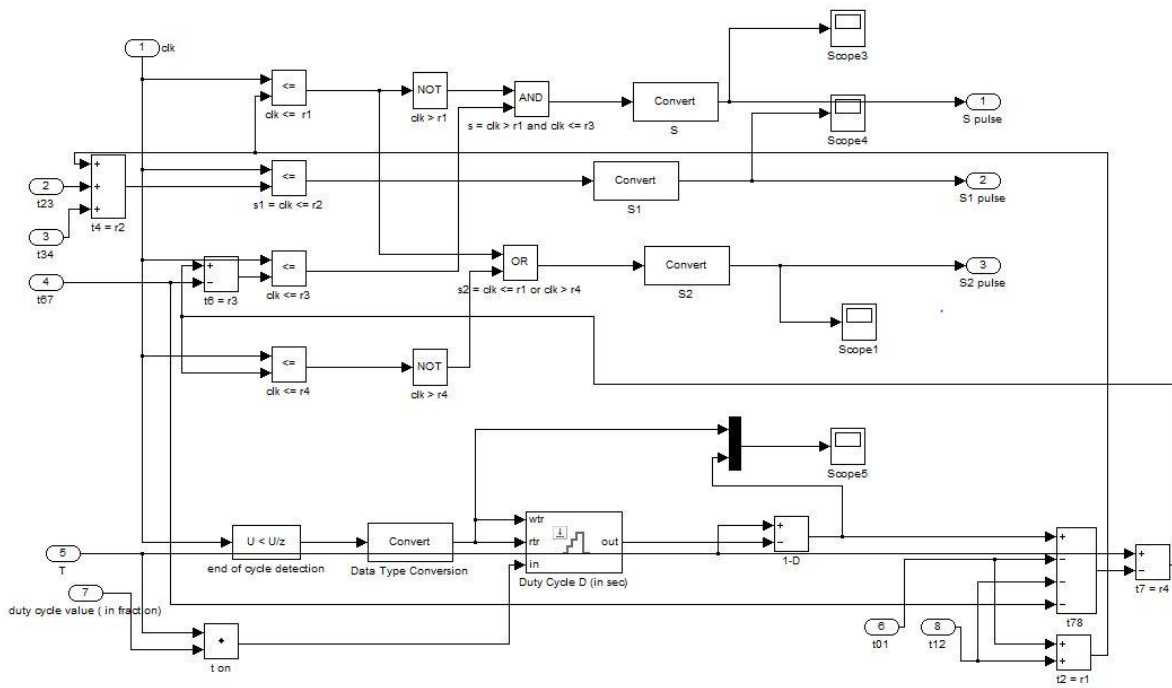 1
clk
Scope3
<=
clk <= r1
NOT
clk > r1
AND
s = clk > r1 and clk <= r3
Convert
S
1
S pulse
Scope4
+
+
+
t4 = r2
2
t23
3
t34
<=
s1 = clk <= r2
Convert
S1
2
S1 pulse
4
t67
+
−
t6 = r3
<=
clk <= r3
OR
s2 = clk <= r1 or clk > r4
Convert
S2
3
S2 pulse
Scope1
<=
clk <= r4
NOT
clk > r4
Scope5
U < U/z
end of cycle detection
Convert
Data Type Conversion
wtr
rtr
in
out
Duty Cycle D (in sec)
+
−
1-D
5
T
7
duty cycle value ( in fraction)
t on
6
t01
8
t12
+
−
−
−
t78
+
+
t2 = r1
+
−
t7 = r4